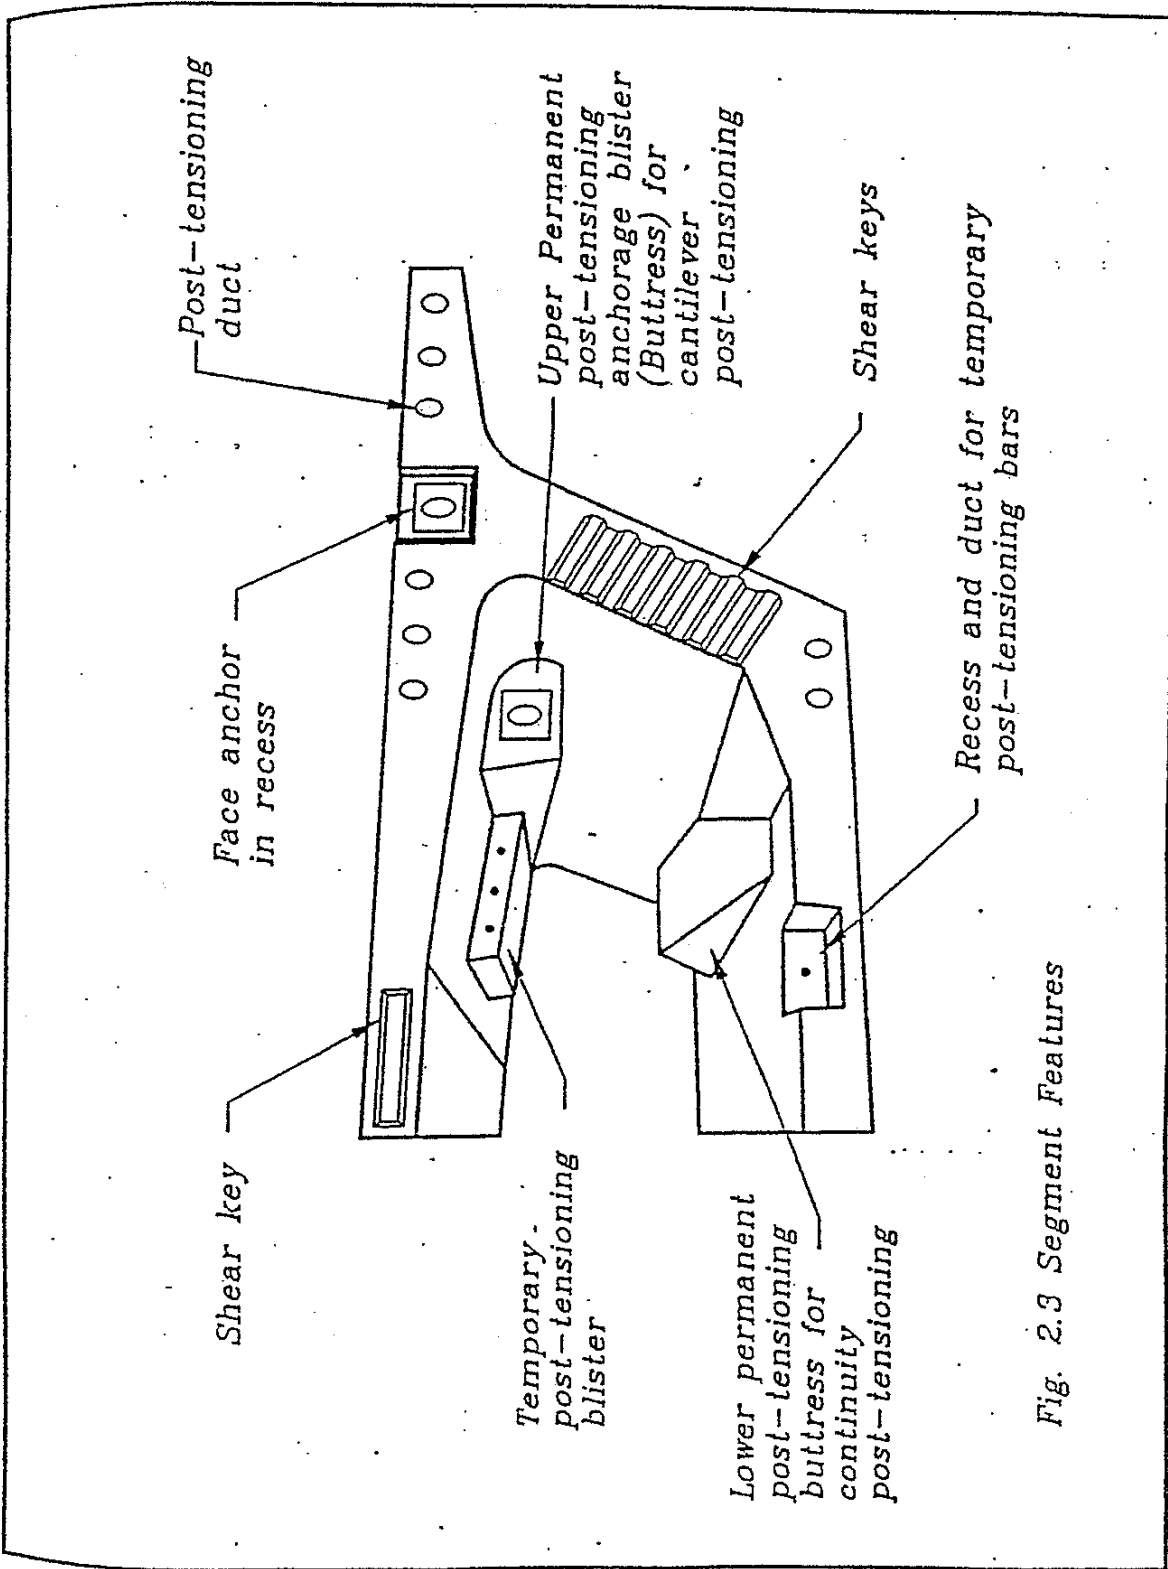 Post-tensioning
duct
Face anchor
in recess
Shear key
Upper Permanent
post-tensioning
anchorage blister
(Buttress) for
cantilever
post-tensioning
Temporary
post-tensioning
blister
Shear keys
Lower permanent
post-tensioning
buttress for
continuity
post-tensioning
Recess and duct for temporary
post-tensioning bars
Fig. 2.3 Segment Features